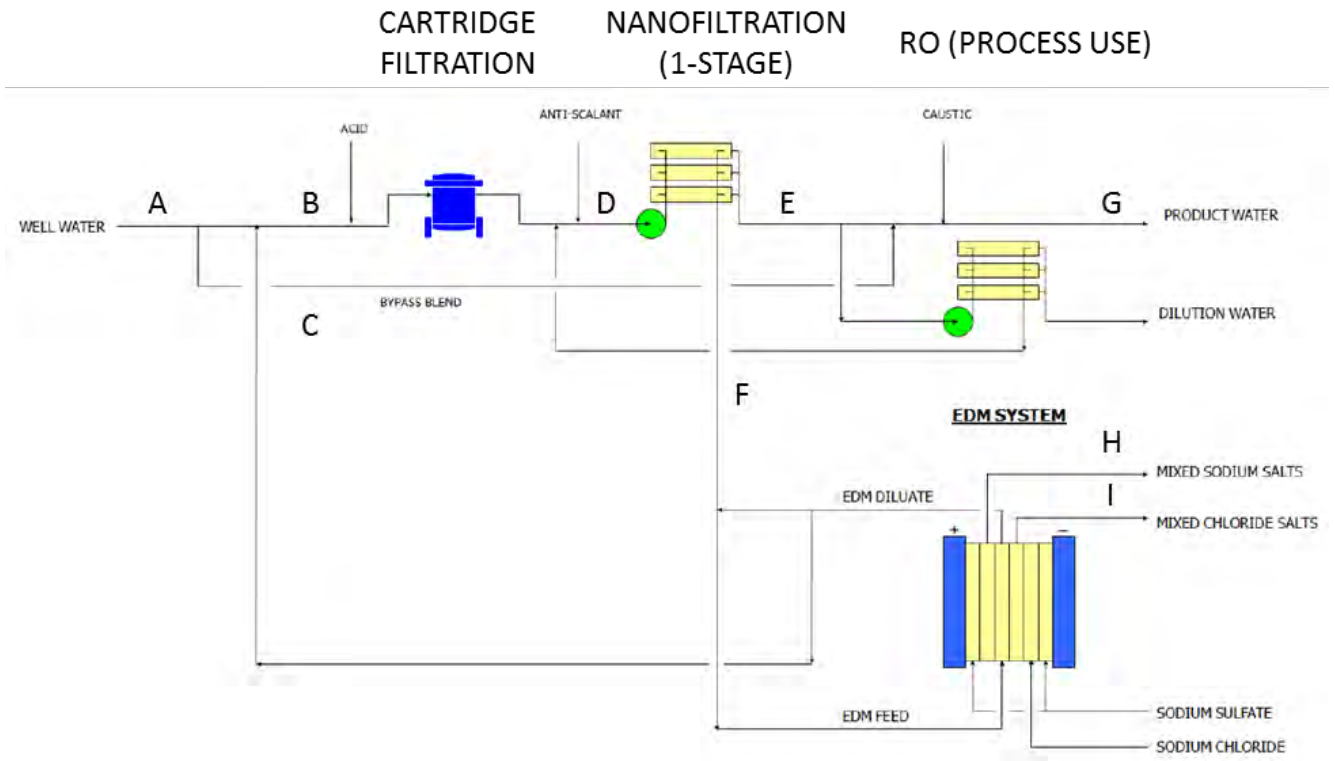 CARTRIDGE
FILTRATION
NANOFILTRATION
(1-STAGE)
RO (PROCESS USE)
ANTI-SCALANT
CAUSTIC
ACID
A
B
D
E
G
WELL WATER
PRODUCT WATER
BYPASS BLEND
C
DILUTION WATER
F
EDM SYSTEM
H
MIXED SODIUM SALTS
I
EDM DILUATE
MIXED CHLORIDE SALTS
+
−
EDM FEED
SODIUM SULFATE
SODIUM CHLORIDE